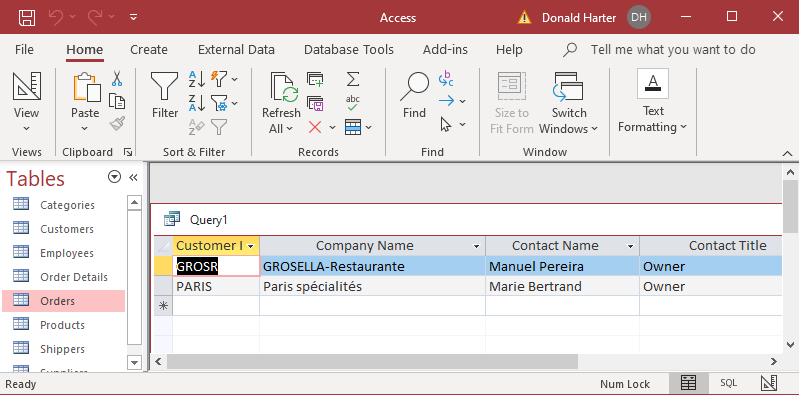 Access
Donald Harter
DH
File Home Create External Data Database Tools Add-ins Help Tell me what you want to do
View
Views
Paste
Clipboard
Filter
Sort & Filter
Refresh
All
abc
Records
Find
Find
Size to
Fit Form
Switch
Windows
Window
Text
Formatting
Tables
Categories
Customers
Employees
Order Details
Orders
Products
Shippers
Query1
Customer I Company Name Contact Name Contact Title
GROSR GROSELLA-Restaurante Manuel Pereira Owner
PARIS Paris spécialités Marie Bertrand Owner
Ready
Num Lock
SQL